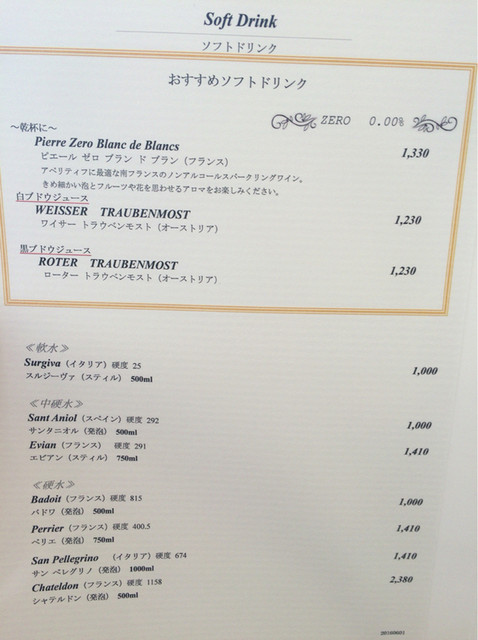 Soft Drink
ソフトドリンク
おすすめソフトドリンク
ZERO 0.00%
～乾杯に～
Pierre Zero Blanc de Blancs 1,330
ピエール ゼロ ブラン ド ブラン（フランス）
アペリティフに最適な南フランスのノンアルコールスパークリングワイン。
きめ細かい泡とフルーツや花を思わせるアロマをお楽しみください。
白ブドウジュース
WEISSER TRAUBENMOST 1,230
ワイサー トラウベンモスト（オーストリア）
黒ブドウジュース
ROTER TRAUBENMOST 1,230
ローター トラウベンモスト（オーストリア）
≪軟水≫
Surgiva（イタリア）硬度 25 1,000
スルジーヴァ（スティル） 500ml
≪中硬水≫
Sant Aniol（スペイン）硬度 292 1,000
サンタニオル（発泡） 500ml
Evian（フランス） 硬度 291 1,410
エビアン（スティル） 750ml
≪硬水≫
Badoit（フランス）硬度 815 1,000
バドワ（発泡） 500ml
Perrier（フランス）硬度 400.5 1,410
ペリエ（発泡） 750ml
San Pellegrino （イタリア）硬度 674 1,410
サン ペレグリノ（発泡） 1000ml
Chateldon（フランス）硬度 1158 2,380
シャテルドン（発泡） 500ml